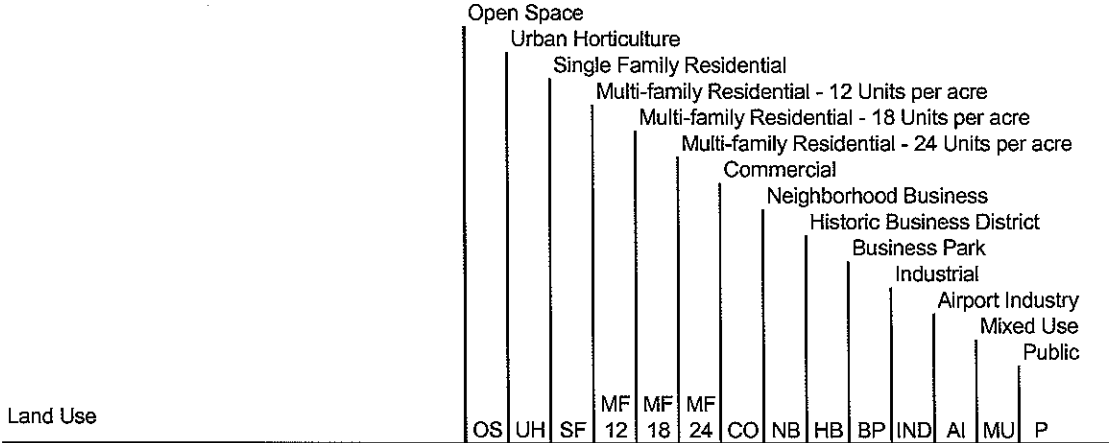 Open Space
Urban Horticulture
Single Family Residential
Multi-family Residential - 12 Units per acre
Multi-family Residential - 18 Units per acre
Multi-family Residential - 24 Units per acre
Commercial
Neighborhood Business
Historic Business District
Business Park
Industrial
Airport Industry
Mixed Use
Public
Land Use
MF MF MF
OS UH SF 12 18 24 CO NB HB BP IND AI MU P